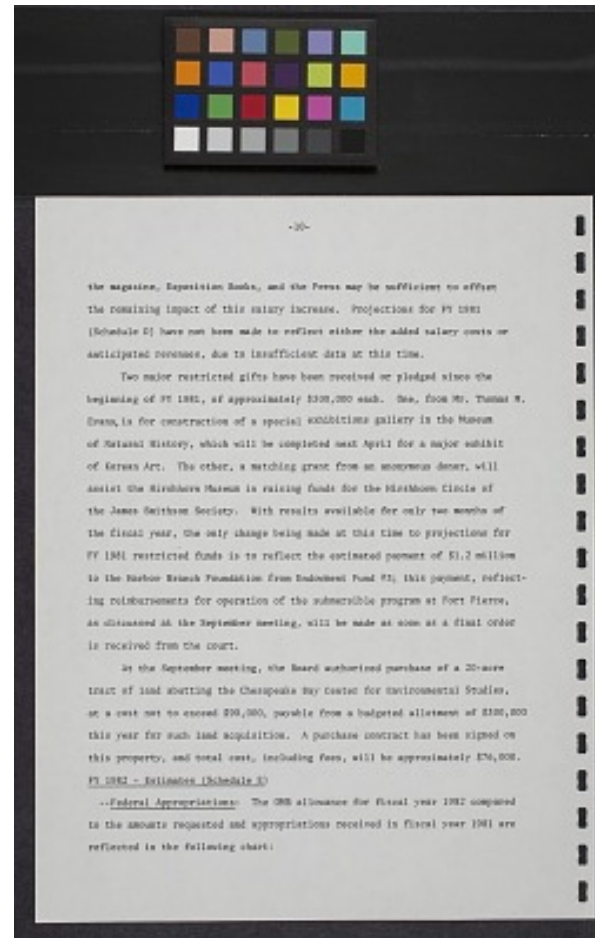 -30-
the magazine, Exposition Books, and the Press may be sufficient to offset
the remaining impact of this salary increase. Projections for FY 1981
(Schedule D) have not been made to reflect either the added salary costs or
anticipated revenues, due to insufficient data at this time.
Two major restricted gifts have been received or pledged since the
beginning of FY 1981, of approximately $300,000 each. One, from Mr. Thomas M.
Evans, is for construction of a special exhibitions gallery in the Museum
of Natural History, which will be completed next April for a major exhibit
of Korean Art. The other, a matching grant from an anonymous donor, will
assist the Hirshhorn Museum in raising funds for the Hirshhorn Circle of
the James Smithson Society. With results available for only two months of
the fiscal year, the only change being made at this time to projections for
FY 1981 restricted funds is to reflect the estimated payment of $1.2 million
to the Harbor Branch Foundation from Endowment Fund #3; this payment, reflect-
ing reimbursements for operation of the submersible program at Fort Pierce,
as discussed at the September meeting, will be made as soon as a final order
is received from the court.
At the September meeting, the Board authorized purchase of a 20-acre
tract of land abutting the Chesapeake Bay Center for Environmental Studies,
at a cost not to exceed $90,000, payable from a budgeted allotment of $300,000
this year for such land acquisition. A purchase contract has been signed on
this property, and total cost, including fees, will be approximately $76,000.
FY 1982 - Estimates (Schedule E)
--Federal Appropriations: The OMB allowance for fiscal year 1982 compared
to the amounts requested and appropriations received in fiscal year 1981 are
reflected in the following chart: